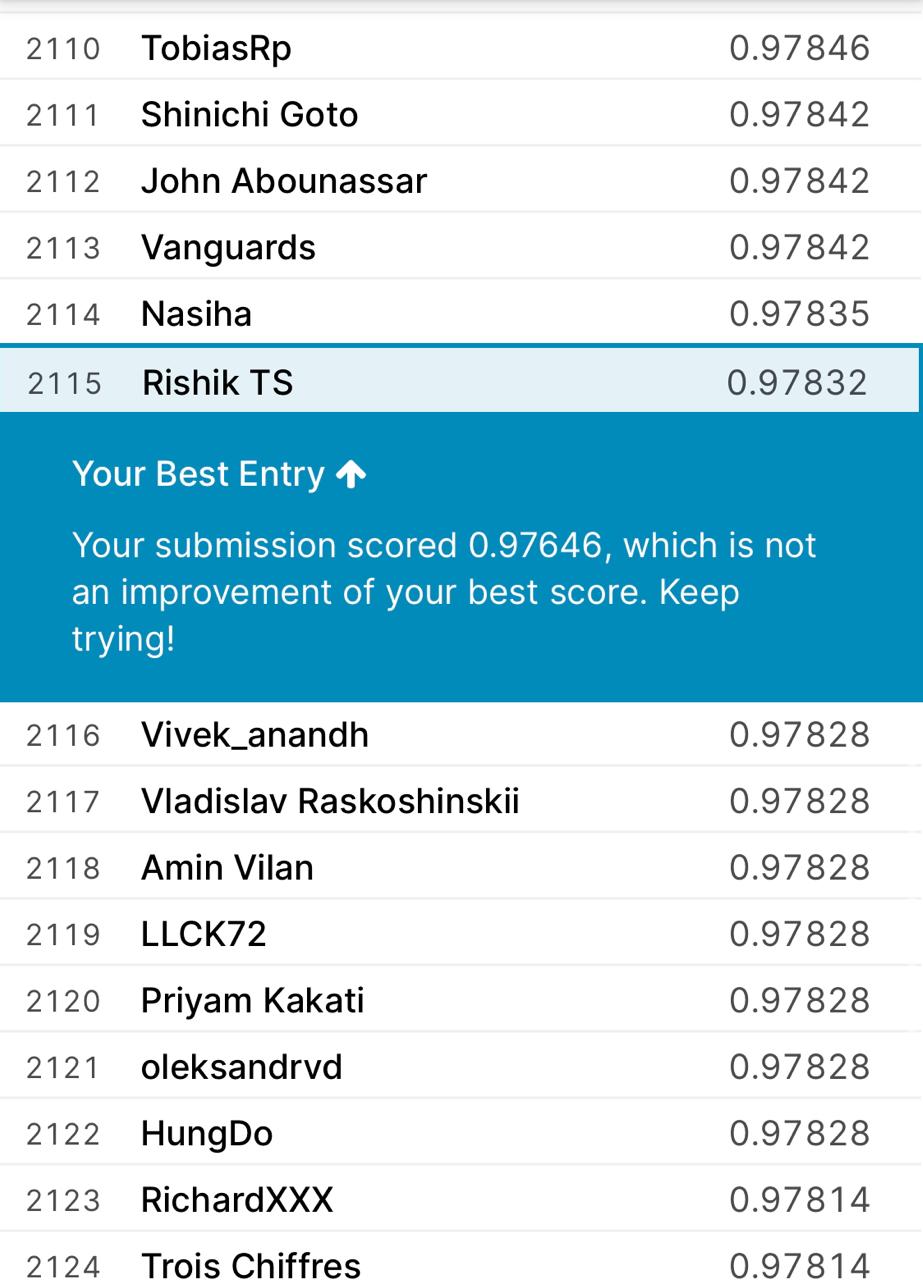 2110 TobiasRp 0.97846
2111 Shinichi Goto 0.97842
2112 John Abounassar 0.97842
2113 Vanguards 0.97842
2114 Nasiha 0.97835
2115 Rishik TS 0.97832
Your Best Entry
Your submission scored 0.97646, which is not
an improvement of your best score. Keep
trying!
2116 Vivek_anandh 0.97828
2117 Vladislav Raskoshinskii 0.97828
2118 Amin Vilan 0.97828
2119 LLCK72 0.97828
2120 Priyam Kakati 0.97828
2121 oleksandrvd 0.97828
2122 HungDo 0.97828
2123 RichardXXX 0.97814
2124 Trois Chiffres 0.97814